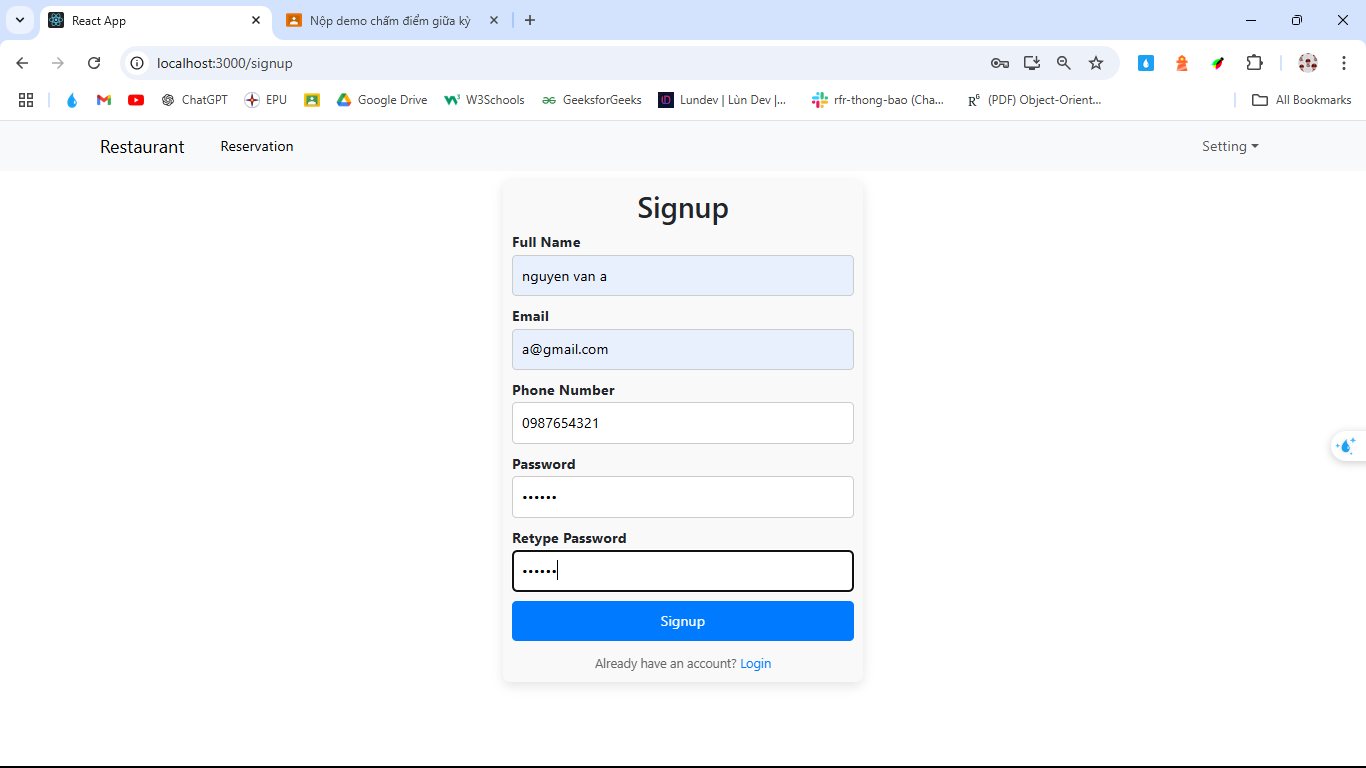 React App
Nộp demo chấm điểm giữa kỳ
localhost:3000/signup
ChatGPT
EPU
Google Drive
W3Schools
GeeksforGeeks
Lundev | Lùn Dev |...
rfr-thong-bao (Cha...
(PDF) Object-Orient...
All Bookmarks
Restaurant
Reservation
Setting
Signup
Full Name
nguyen van a
Email
a@gmail.com
Phone Number
0987654321
Password
••••••
Retype Password
••••••
Signup
Already have an account? Login